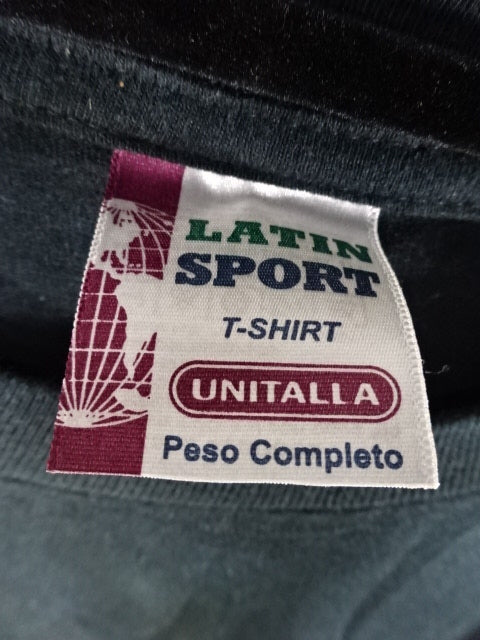 LATIN
SPORT
T-SHIRT
UNITALLA
Peso Completo